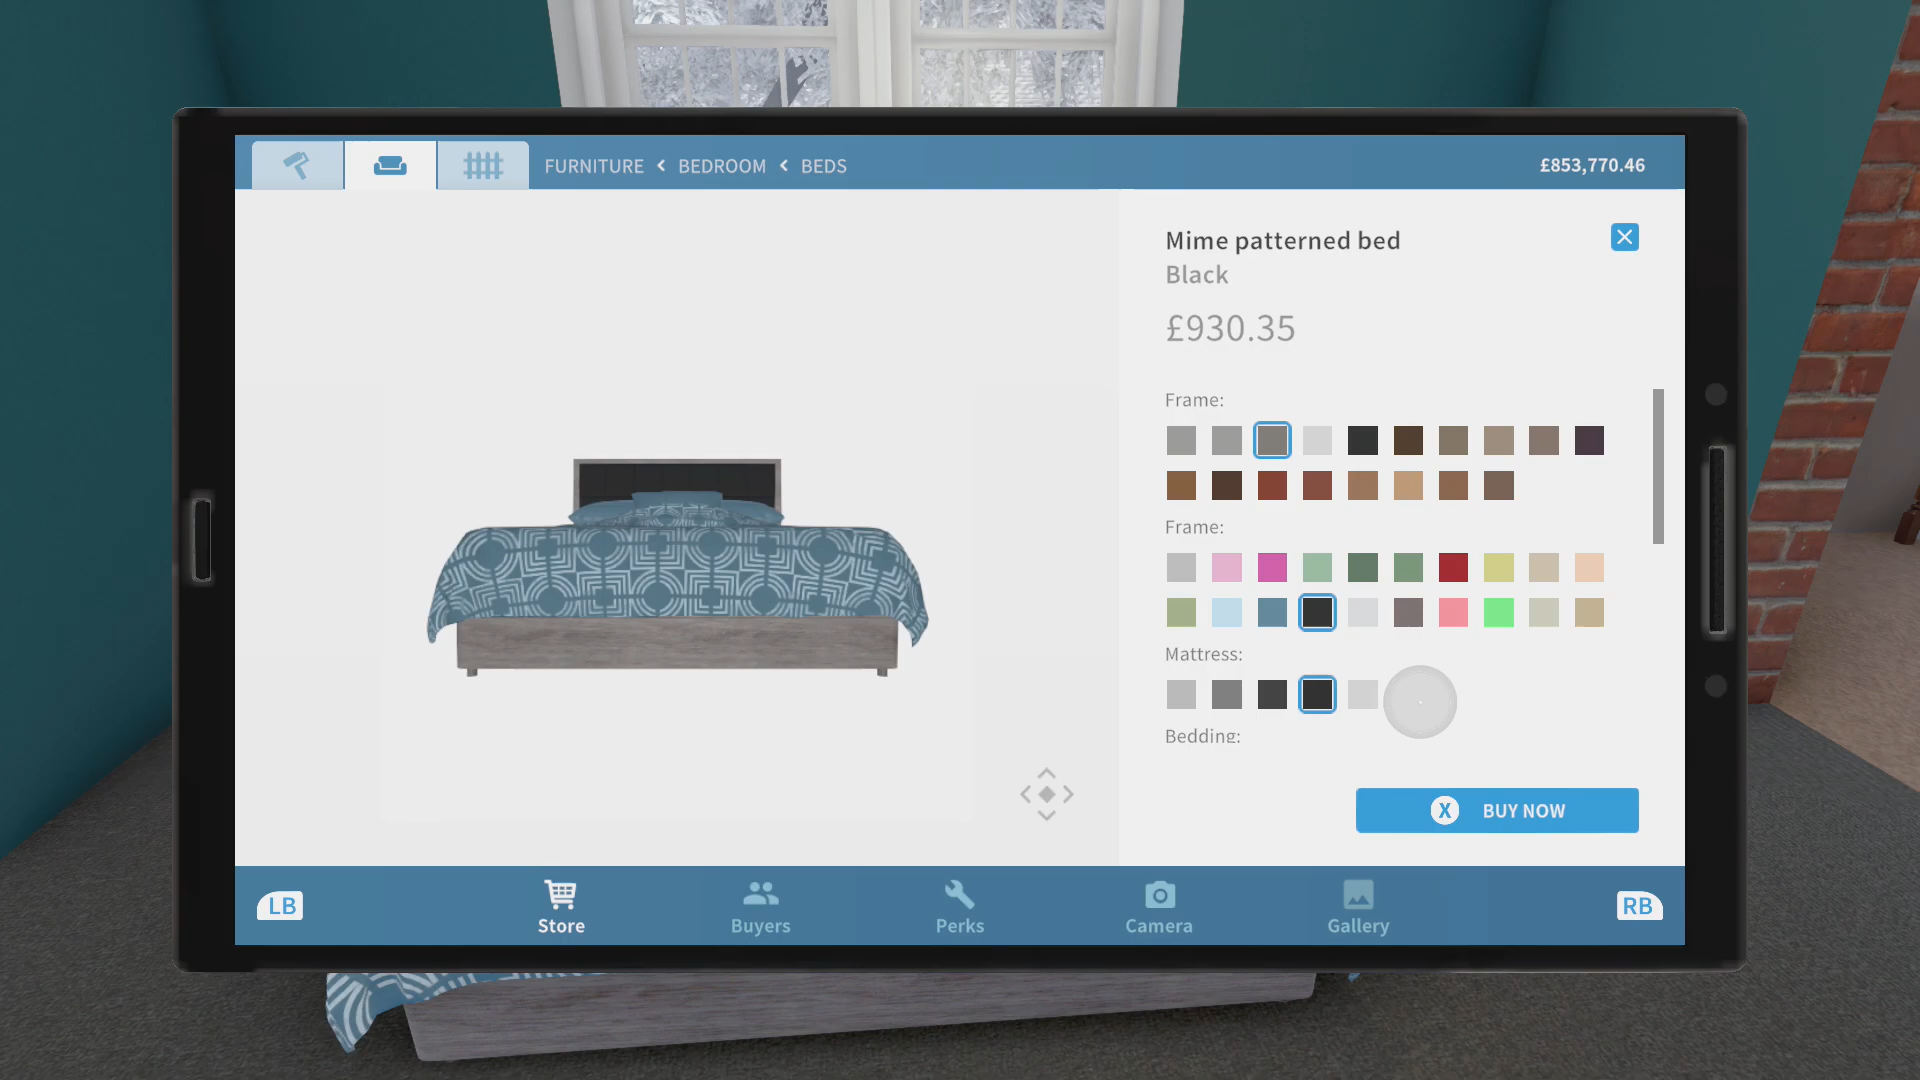 FURNITURE < BEDROOM < BEDS
£853,770.46
Mime patterned bed
Black
£930.35
Frame:
Frame:
Mattress:
Bedding:
X BUY NOW
LB
Store
Buyers
Perks
Camera
Gallery
RB